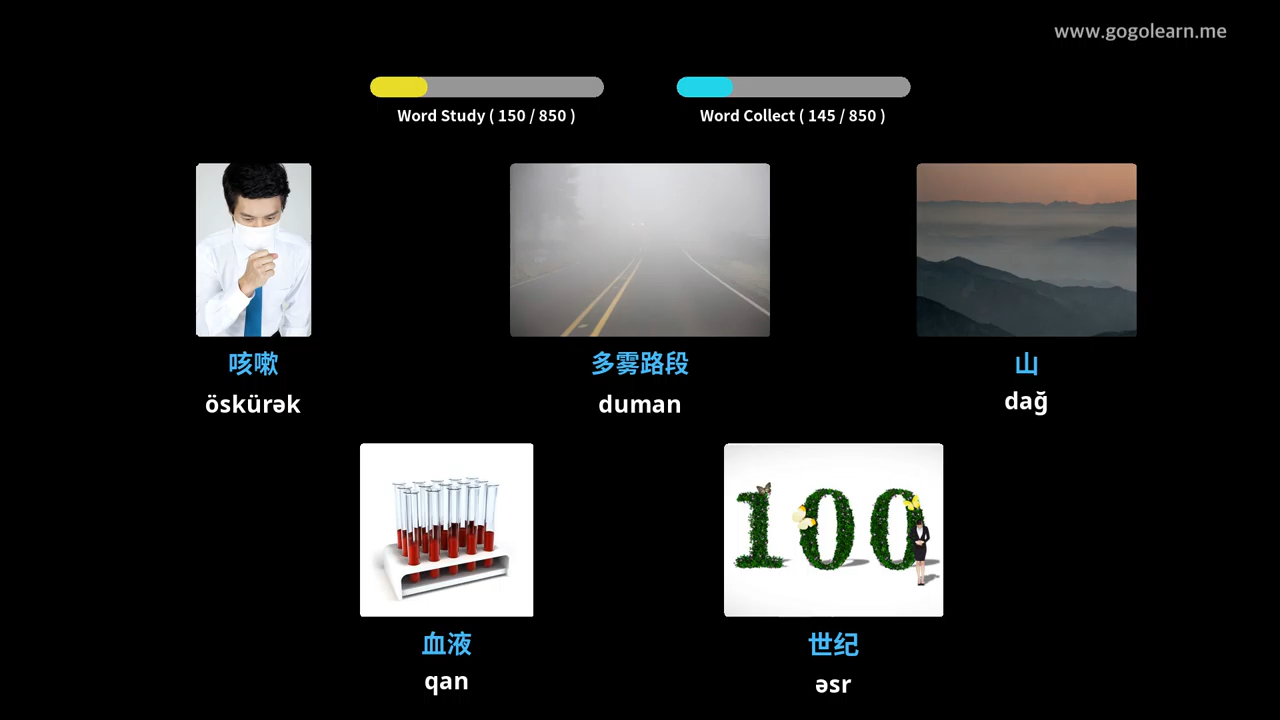 www.gogolearn.me
Word Study ( 150 / 850 )
Word Collect ( 145 / 850 )
咳嗽
öskürək
多雾路段
duman
山
dağ
血液
qan
世纪
əsr